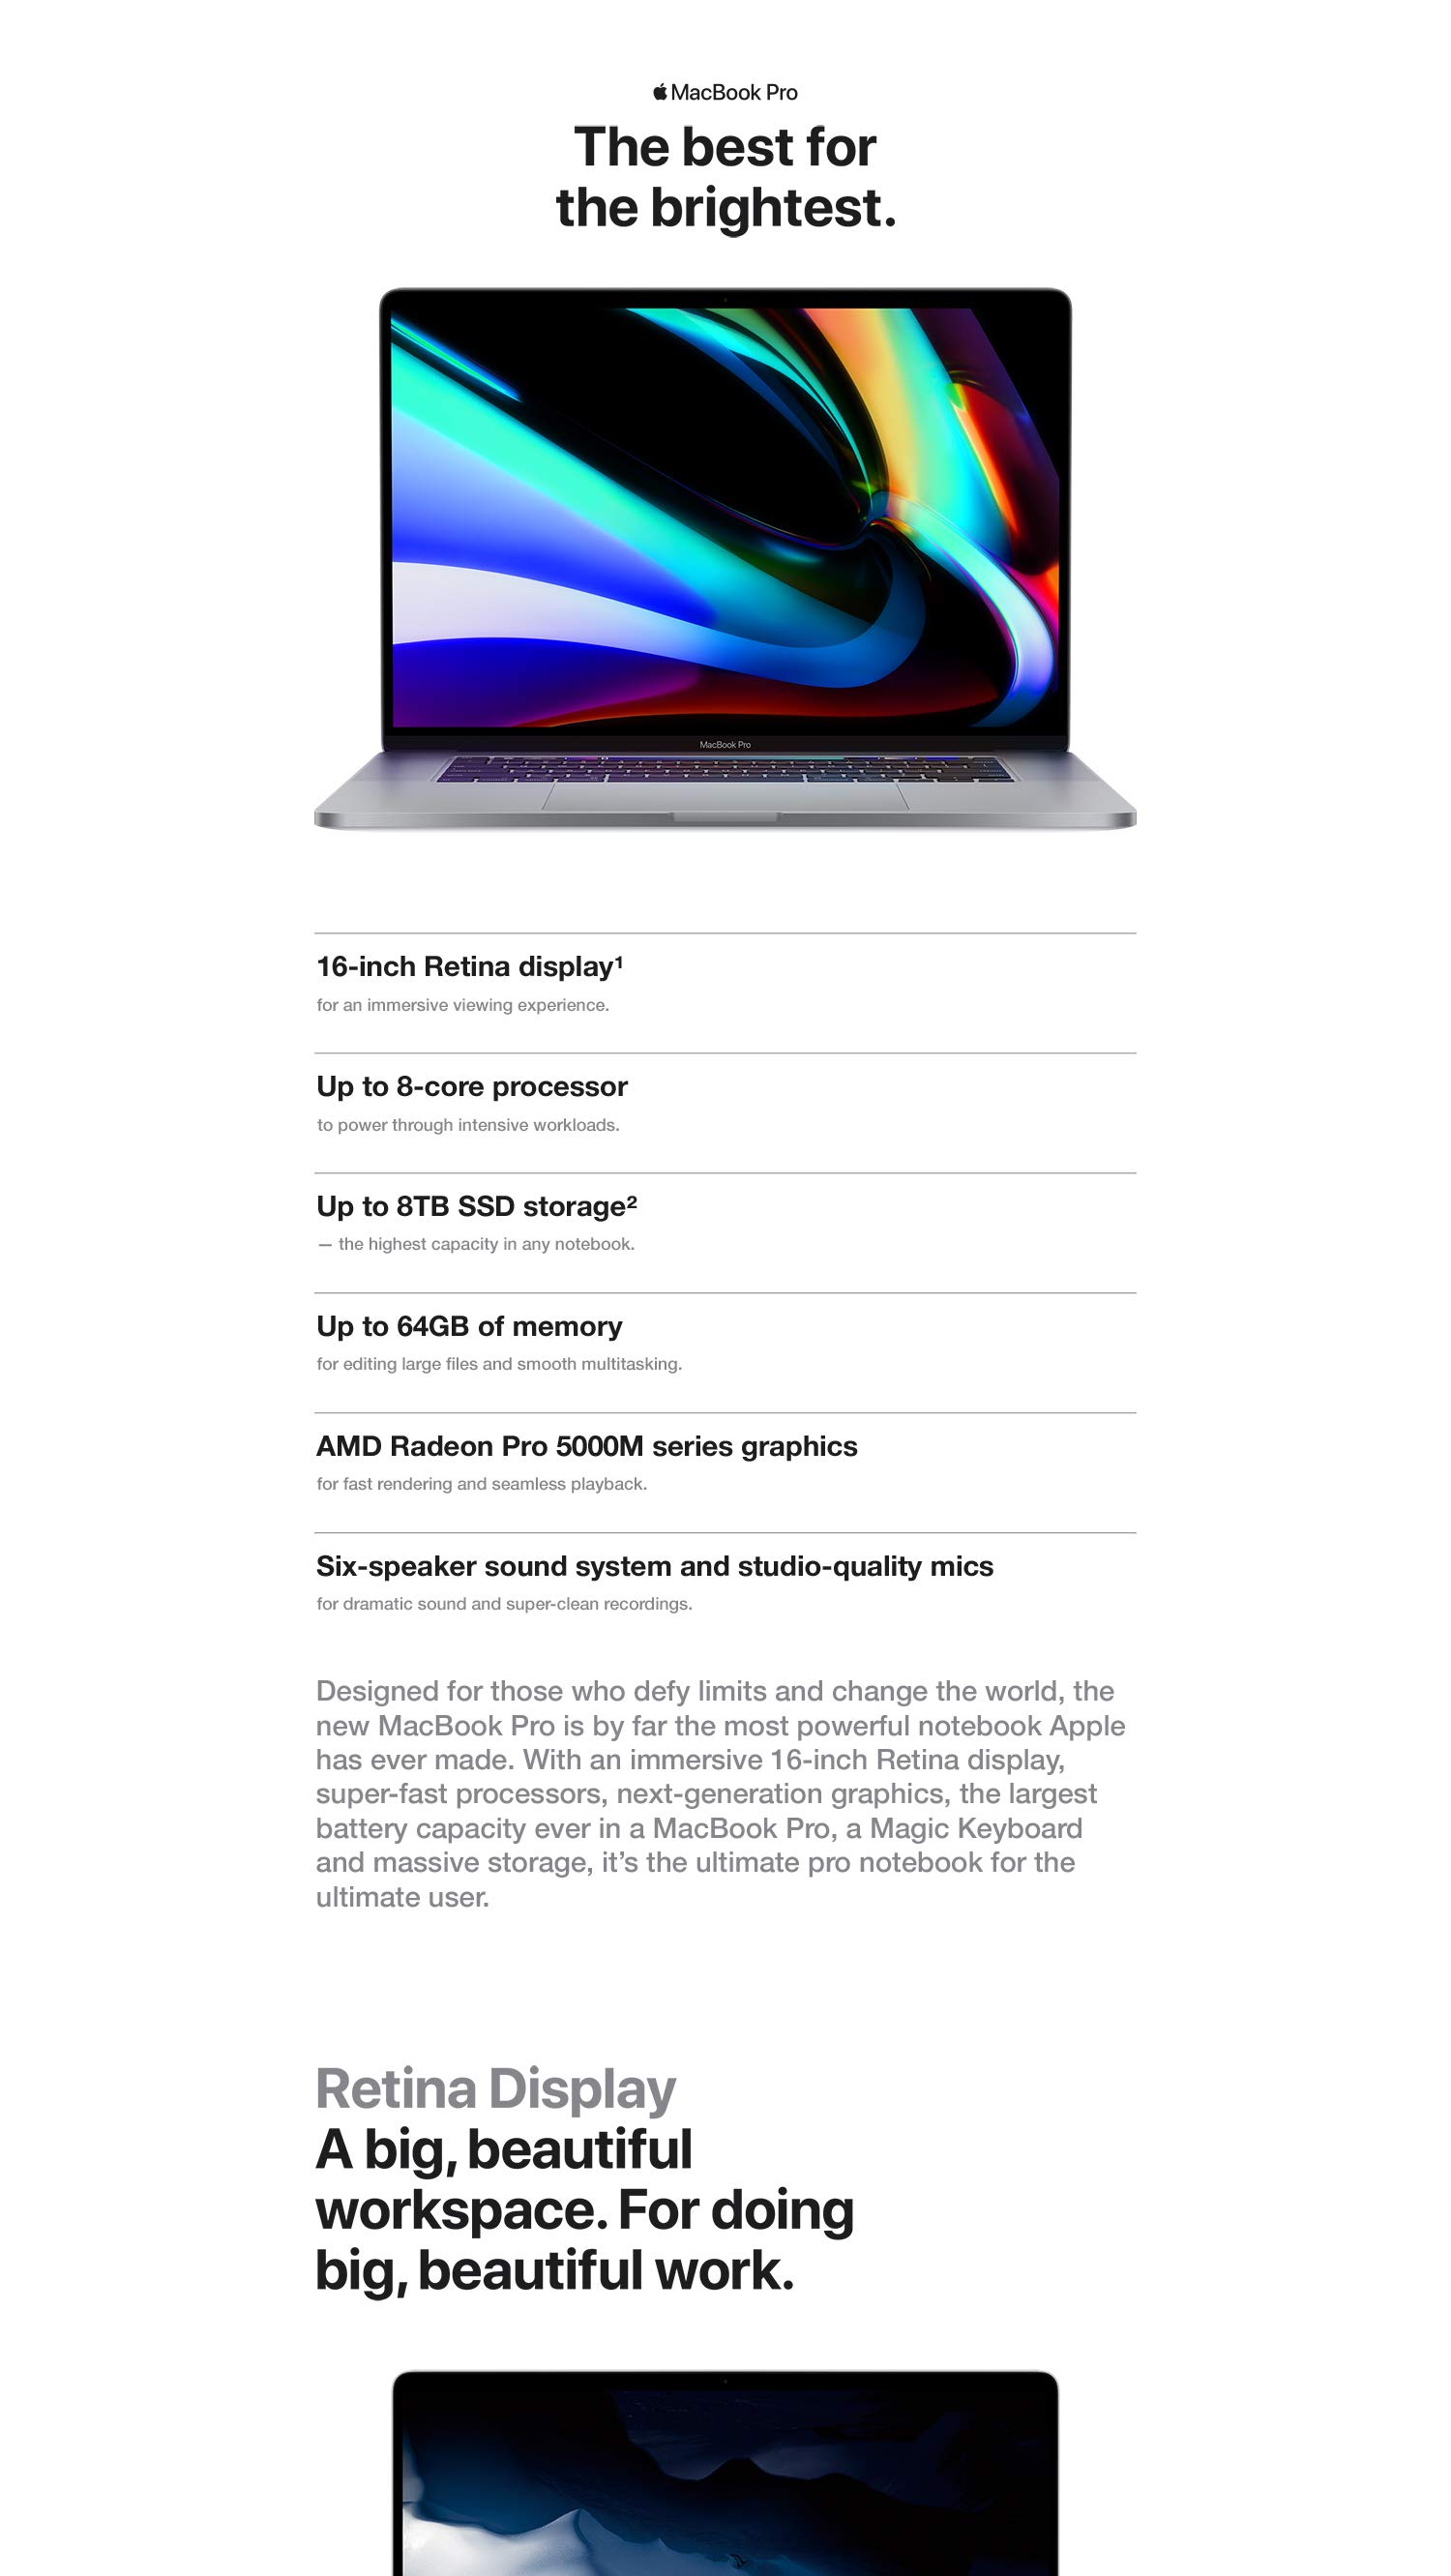 MacBook Pro
The best for
the brightest.
MacBook Pro
16-inch Retina display¹
for an immersive viewing experience.
Up to 8-core processor
to power through intensive workloads.
Up to 8TB SSD storage²
— the highest capacity in any notebook.
Up to 64GB of memory
for editing large files and smooth multitasking.
AMD Radeon Pro 5000M series graphics
for fast rendering and seamless playback.
Six-speaker sound system and studio-quality mics
for dramatic sound and super-clean recordings.
Designed for those who defy limits and change the world, the
new MacBook Pro is by far the most powerful notebook Apple
has ever made. With an immersive 16-inch Retina display,
super-fast processors, next-generation graphics, the largest
battery capacity ever in a MacBook Pro, a Magic Keyboard
and massive storage, it’s the ultimate pro notebook for the
ultimate user.
Retina Display
A big, beautiful
workspace. For doing
big, beautiful work.